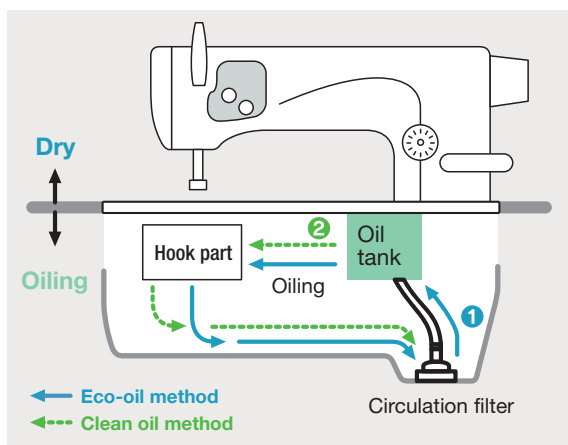 Dry
Oiling
Hook part
2
Oil
tank
Oiling
1
Circulation filter
Eco-oil method
Clean oil method